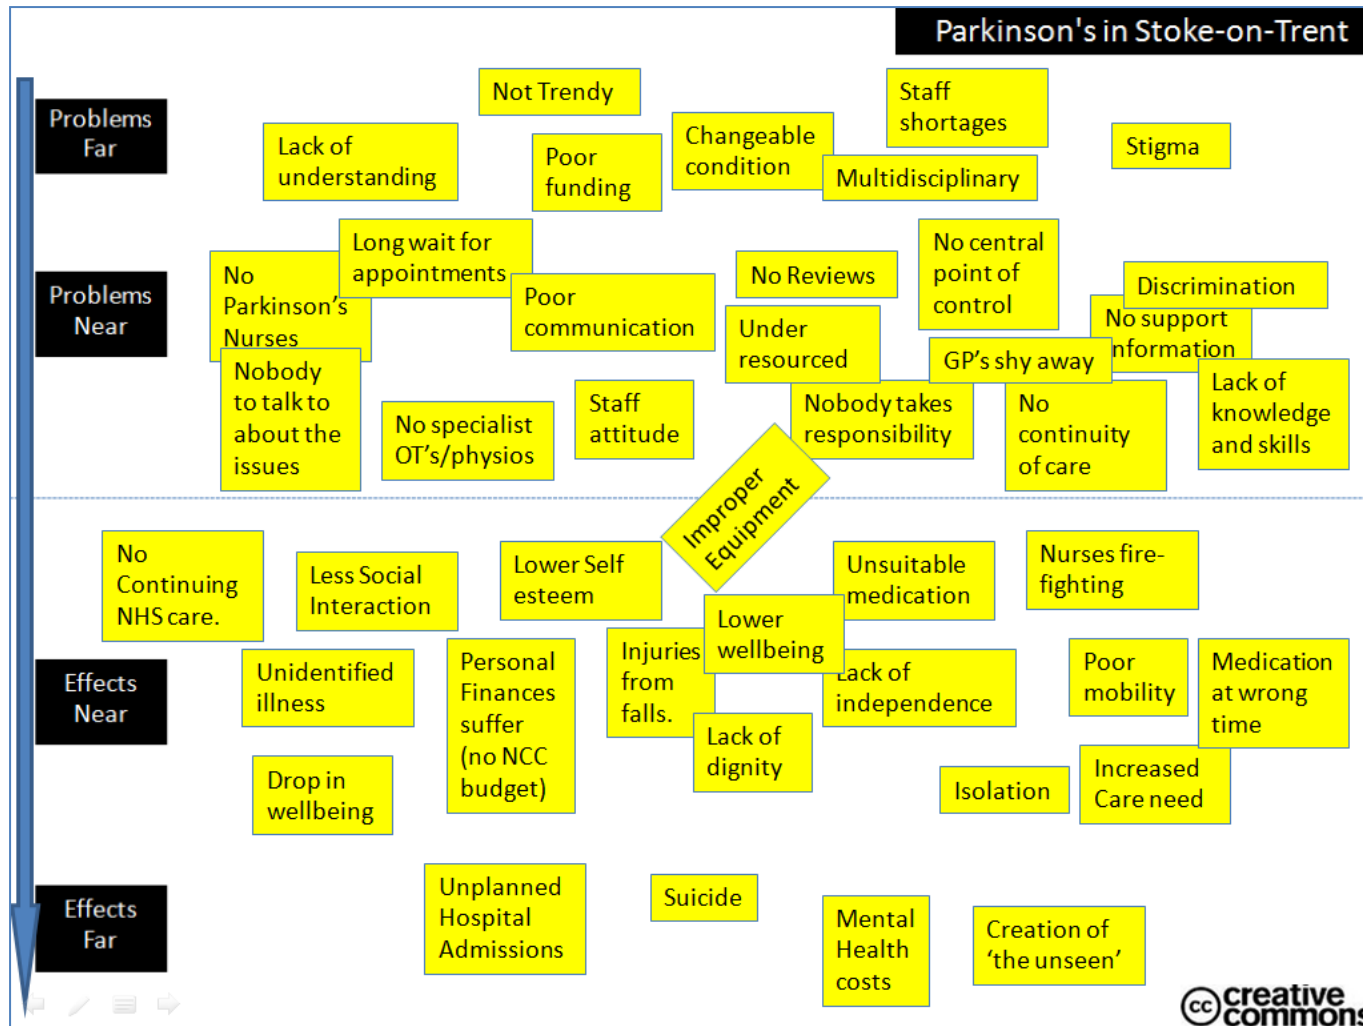 Parkinson's in Stoke-on-Trent
Problems
Far
Not Trendy
Staff
shortages
Lack of
understanding
Poor
funding
Changeable
condition
Multidisciplinary
Stigma
Problems
Near
No
Parkinson's
Nurses
Long wait for
appointments
Poor
communication
No Reviews
Under
resourced
No central
point of
control
Discrimination
No support
information
GP's shy away
Nobody
to talk to
about the
issues
No specialist
OT's/physios
Staff
attitude
Nobody takes
responsibility
No
continuity
of care
Lack of
knowledge
and skills
Improper
Equipment
No
Continuing
NHS care.
Less Social
Interaction
Lower Self
esteem
Unsuitable
medication
Nurses fire-
fighting
Effects
Near
Unidentified
illness
Personal
Finances
suffer
(no NCC
budget)
Injuries
from
falls.
Lower
wellbeing
Lack of
independence
Poor
mobility
Medication
at wrong
time
Drop in
wellbeing
Lack of
dignity
Isolation
Increased
Care need
Effects
Far
Unplanned
Hospital
Admissions
Suicide
Mental
Health
costs
Creation of
‘the unseen’
cc creative
commons